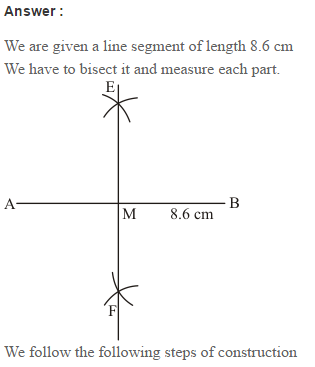 Answer :
We are given a line segment of length 8.6 cm
We have to bisect it and measure each part.
E
A
B
M
8.6 cm
F
We follow the following steps of construction